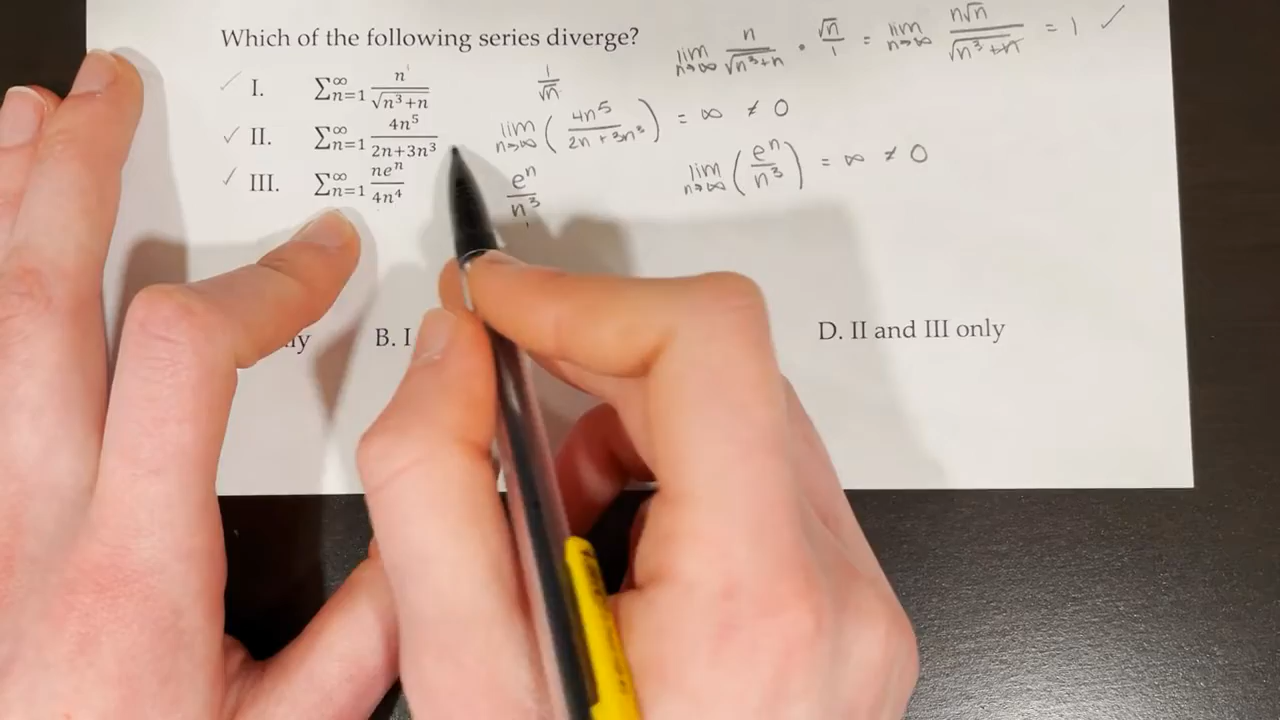 Which of the following series diverge?
lim n→∞ n/√(n³+n) • √n/1 = lim n→∞ n√n/√(n³+n) = 1 ✓
✓ I. ∑∞n=1 n/√(n³+n) 1/√n
✓ II. ∑∞n=1 4n⁵/(2n+3n³) lim n→∞ (4n⁵/(2n+3n³)) = ∞ ≠ 0
✓ III. ∑∞n=1 neⁿ/4n⁴ eⁿ/n³ lim n→∞ (eⁿ/n³) = ∞ ≠ 0
ly B. I D. II and III only